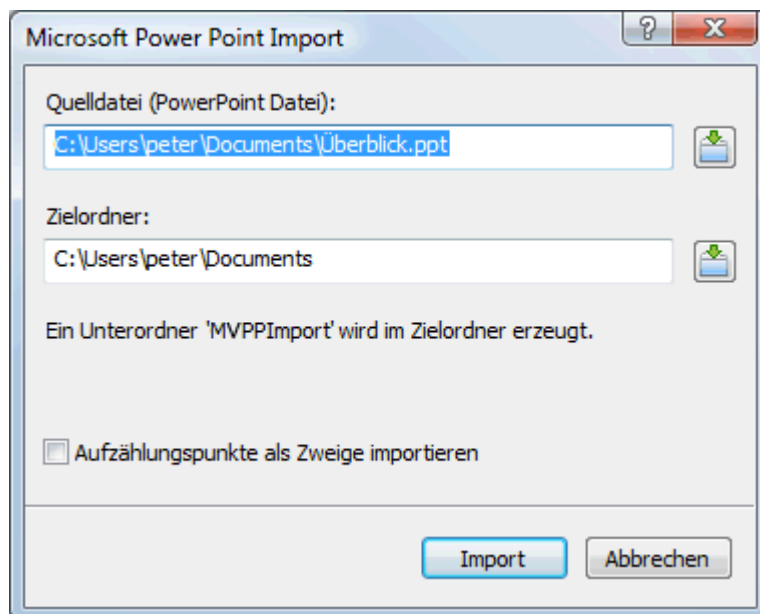 Microsoft Power Point Import
Quelldatei (PowerPoint Datei):
C:\Users\peter\Documents\Überblick.ppt
Zielordner:
C:\Users\peter\Documents
Ein Unterordner 'MVPPImport' wird im Zielordner erzeugt.
Aufzählungspunkte als Zweige importieren
Import Abbrechen